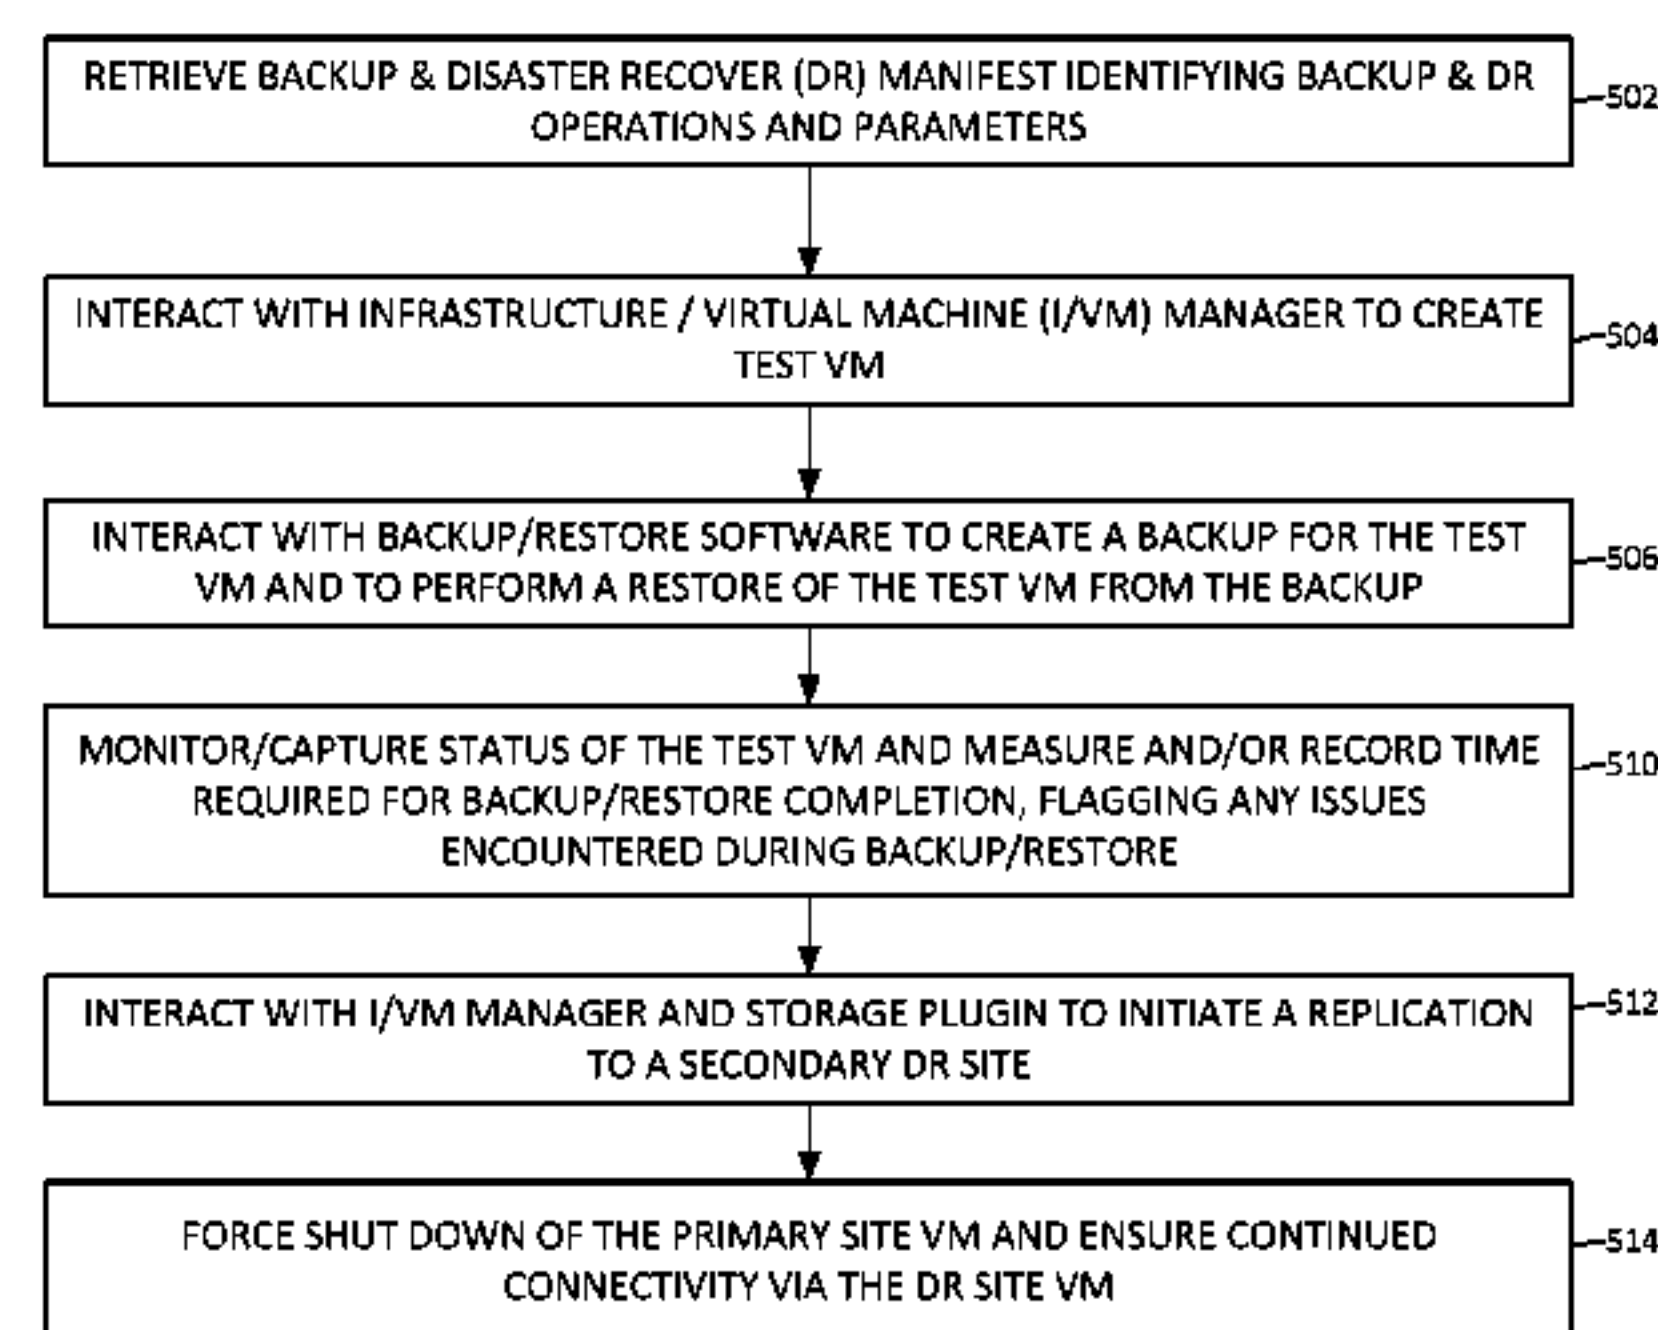 RETRIEVE BACKUP & DISASTER RECOVER (DR) MANIFEST IDENTIFYING BACKUP & DR
OPERATIONS AND PARAMETERS
502
INTERACT WITH INFRASTRUCTURE / VIRTUAL MACHINE (I/VM) MANAGER TO CREATE
TEST VM
504
INTERACT WITH BACKUP/RESTORE SOFTWARE TO CREATE A BACKUP FOR THE TEST
VM AND TO PERFORM A RESTORE OF THE TEST VM FROM THE BACKUP
506
MONITOR/CAPTURE STATUS OF THE TEST VM AND MEASURE AND/OR RECORD TIME
REQUIRED FOR BACKUP/RESTORE COMPLETION, FLAGGING ANY ISSUES
ENCOUNTERED DURING BACKUP/RESTORE
510
INTERACT WITH I/VM MANAGER AND STORAGE PLUGIN TO INITIATE A REPLICATION
TO A SECONDARY DR SITE
512
FORCE SHUT DOWN OF THE PRIMARY SITE VM AND ENSURE CONTINUED
CONNECTIVITY VIA THE DR SITE VM
514